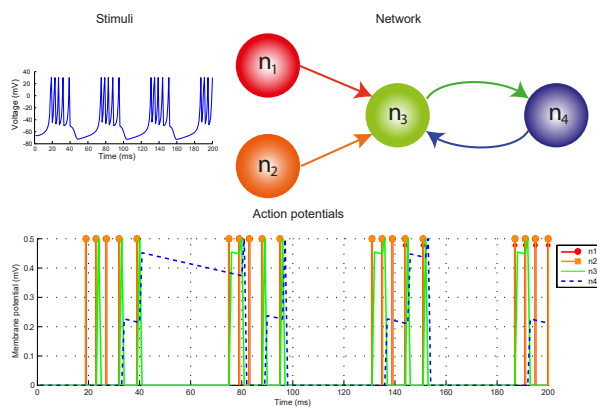 Stimuli
Network
Voltage (mV)
40
20
0
-20
-40
-60
-80
0 20 40 60 80 100 120 140 160 180 200
Time (ms)
n1
n2
n3
n4
Action potentials
Membrane potential (mV)
0.5
0.4
0.3
0.2
0.1
0
0 20 40 60 80 100 120 140 160 180 200
Time (ms)
n1
n2
n3
n4